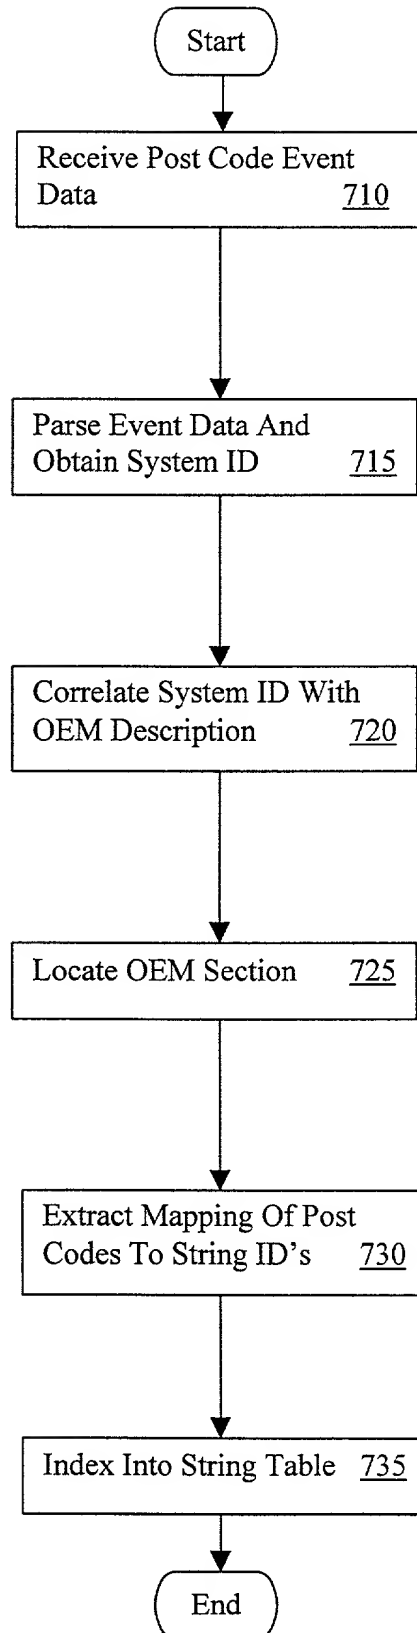 Start
Receive Post Code Event
Data 710
Parse Event Data And
Obtain System ID 715
Correlate System ID With
OEM Description 720
Locate OEM Section 725
Extract Mapping Of Post
Codes To String ID's 730
Index Into String Table 735
End